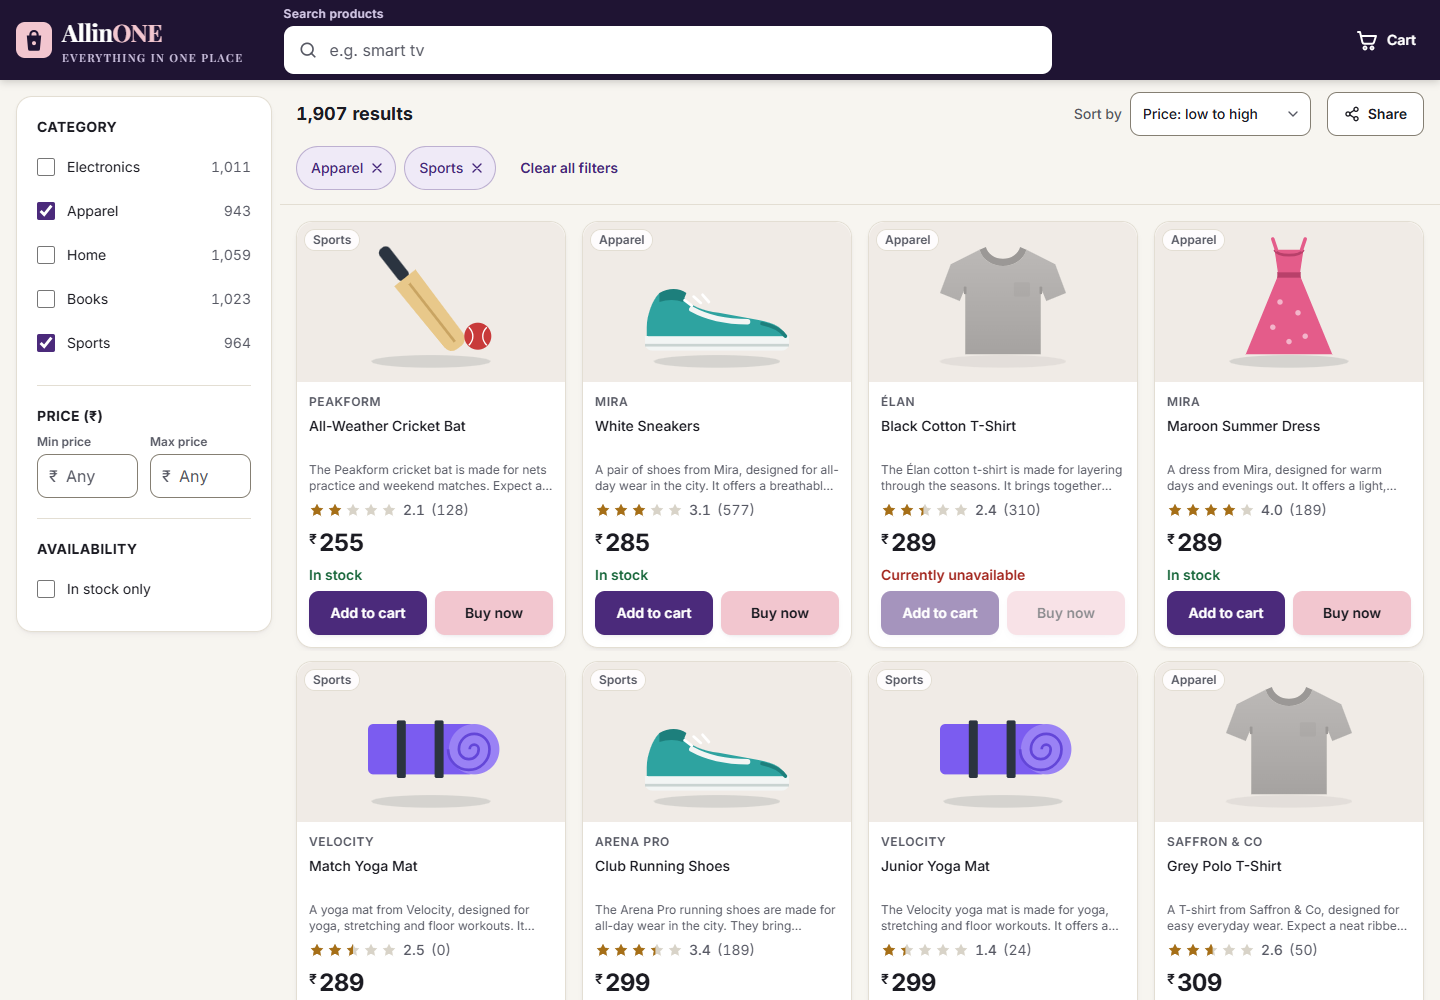 AllinONE
EVERYTHING IN ONE PLACE
Search products
e.g. smart tv
Cart
CATEGORY
Electronics 1,011
Apparel 943
Home 1,059
Books 1,023
Sports 964
PRICE (₹)
Min price Max price
₹ Any ₹ Any
AVAILABILITY
In stock only
1,907 results
Sort by Price: low to high Share
Apparel Sports Clear all filters
Sports
PEAKFORM
All-Weather Cricket Bat
The Peakform cricket bat is made for nets
practice and weekend matches. Expect a...
2.1 (128)
₹255
In stock
Add to cart Buy now
Apparel
MIRA
White Sneakers
A pair of shoes from Mira, designed for all-
day wear in the city. It offers a breathabl...
3.1 (577)
₹285
In stock
Add to cart Buy now
Apparel
ÉLAN
Black Cotton T-Shirt
The Élan cotton t-shirt is made for layering
through the seasons. It brings together...
2.4 (310)
₹289
Currently unavailable
Add to cart Buy now
Apparel
MIRA
Maroon Summer Dress
A dress from Mira, designed for warm
days and evenings out. It offers a light,...
4.0 (189)
₹289
In stock
Add to cart Buy now
Sports
VELOCITY
Match Yoga Mat
A yoga mat from Velocity, designed for
yoga, stretching and floor workouts. It...
2.5 (0)
₹289
Sports
ARENA PRO
Club Running Shoes
The Arena Pro running shoes are made for
all-day wear in the city. They bring...
3.4 (189)
₹299
Sports
VELOCITY
Junior Yoga Mat
The Velocity yoga mat is made for yoga,
stretching and floor workouts. It offers a...
1.4 (24)
₹299
Apparel
SAFFRON & CO
Grey Polo T-Shirt
A T-shirt from Saffron & Co, designed for
easy everyday wear. Expect a neat ribbe...
2.6 (50)
₹309